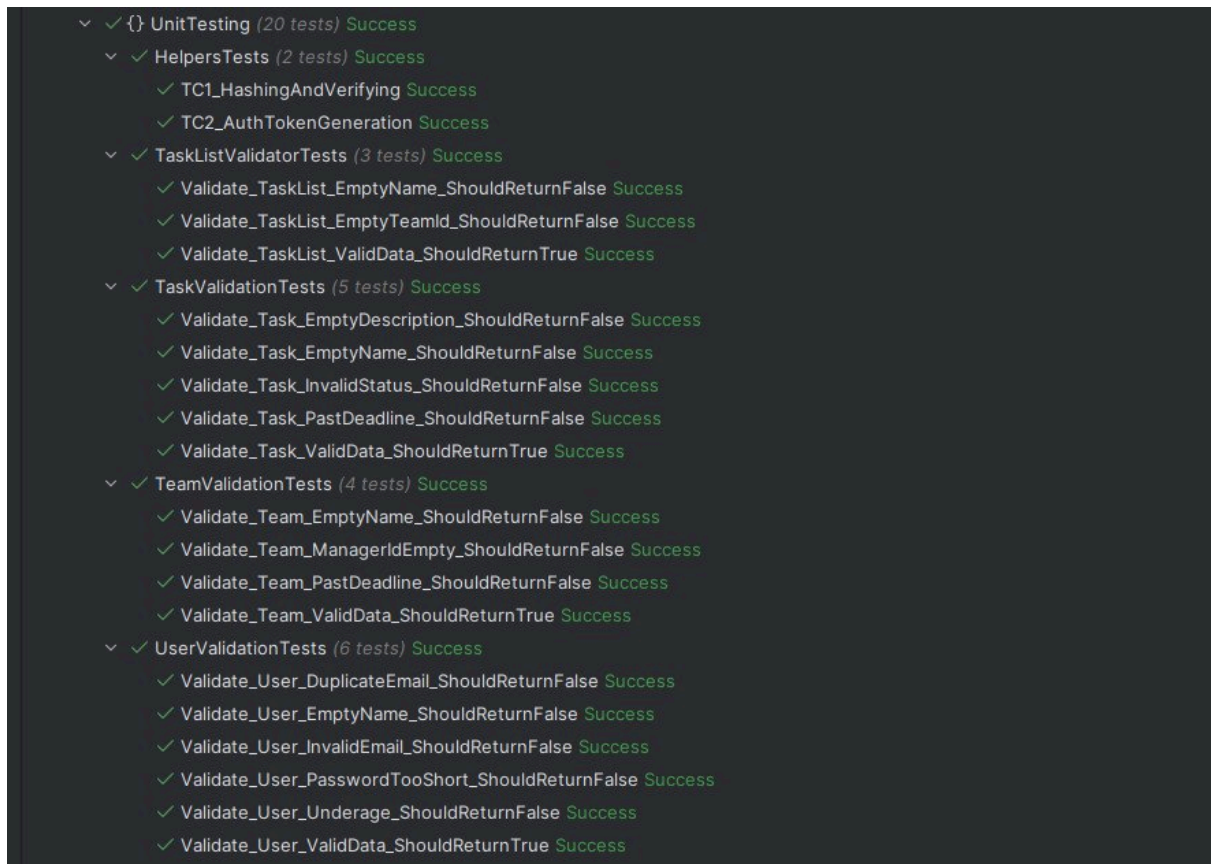 {} UnitTesting (20 tests) Success
HelpersTests (2 tests) Success
TC1_HashingAndVerifying Success
TC2_AuthTokenGeneration Success
TaskListValidatorTests (3 tests) Success
Validate_TaskList_EmptyName_ShouldReturnFalse Success
Validate_TaskList_EmptyTeamId_ShouldReturnFalse Success
Validate_TaskList_ValidData_ShouldReturnTrue Success
TaskValidationTests (5 tests) Success
Validate_Task_EmptyDescription_ShouldReturnFalse Success
Validate_Task_EmptyName_ShouldReturnFalse Success
Validate_Task_InvalidStatus_ShouldReturnFalse Success
Validate_Task_PastDeadline_ShouldReturnFalse Success
Validate_Task_ValidData_ShouldReturnTrue Success
TeamValidationTests (4 tests) Success
Validate_Team_EmptyName_ShouldReturnFalse Success
Validate_Team_ManagerIdEmpty_ShouldReturnFalse Success
Validate_Team_PastDeadline_ShouldReturnFalse Success
Validate_Team_ValidData_ShouldReturnTrue Success
UserValidationTests (6 tests) Success
Validate_User_DuplicateEmail_ShouldReturnFalse Success
Validate_User_EmptyName_ShouldReturnFalse Success
Validate_User_InvalidEmail_ShouldReturnFalse Success
Validate_User_PasswordTooShort_ShouldReturnFalse Success
Validate_User_Underage_ShouldReturnFalse Success
Validate_User_ValidData_ShouldReturnTrue Success